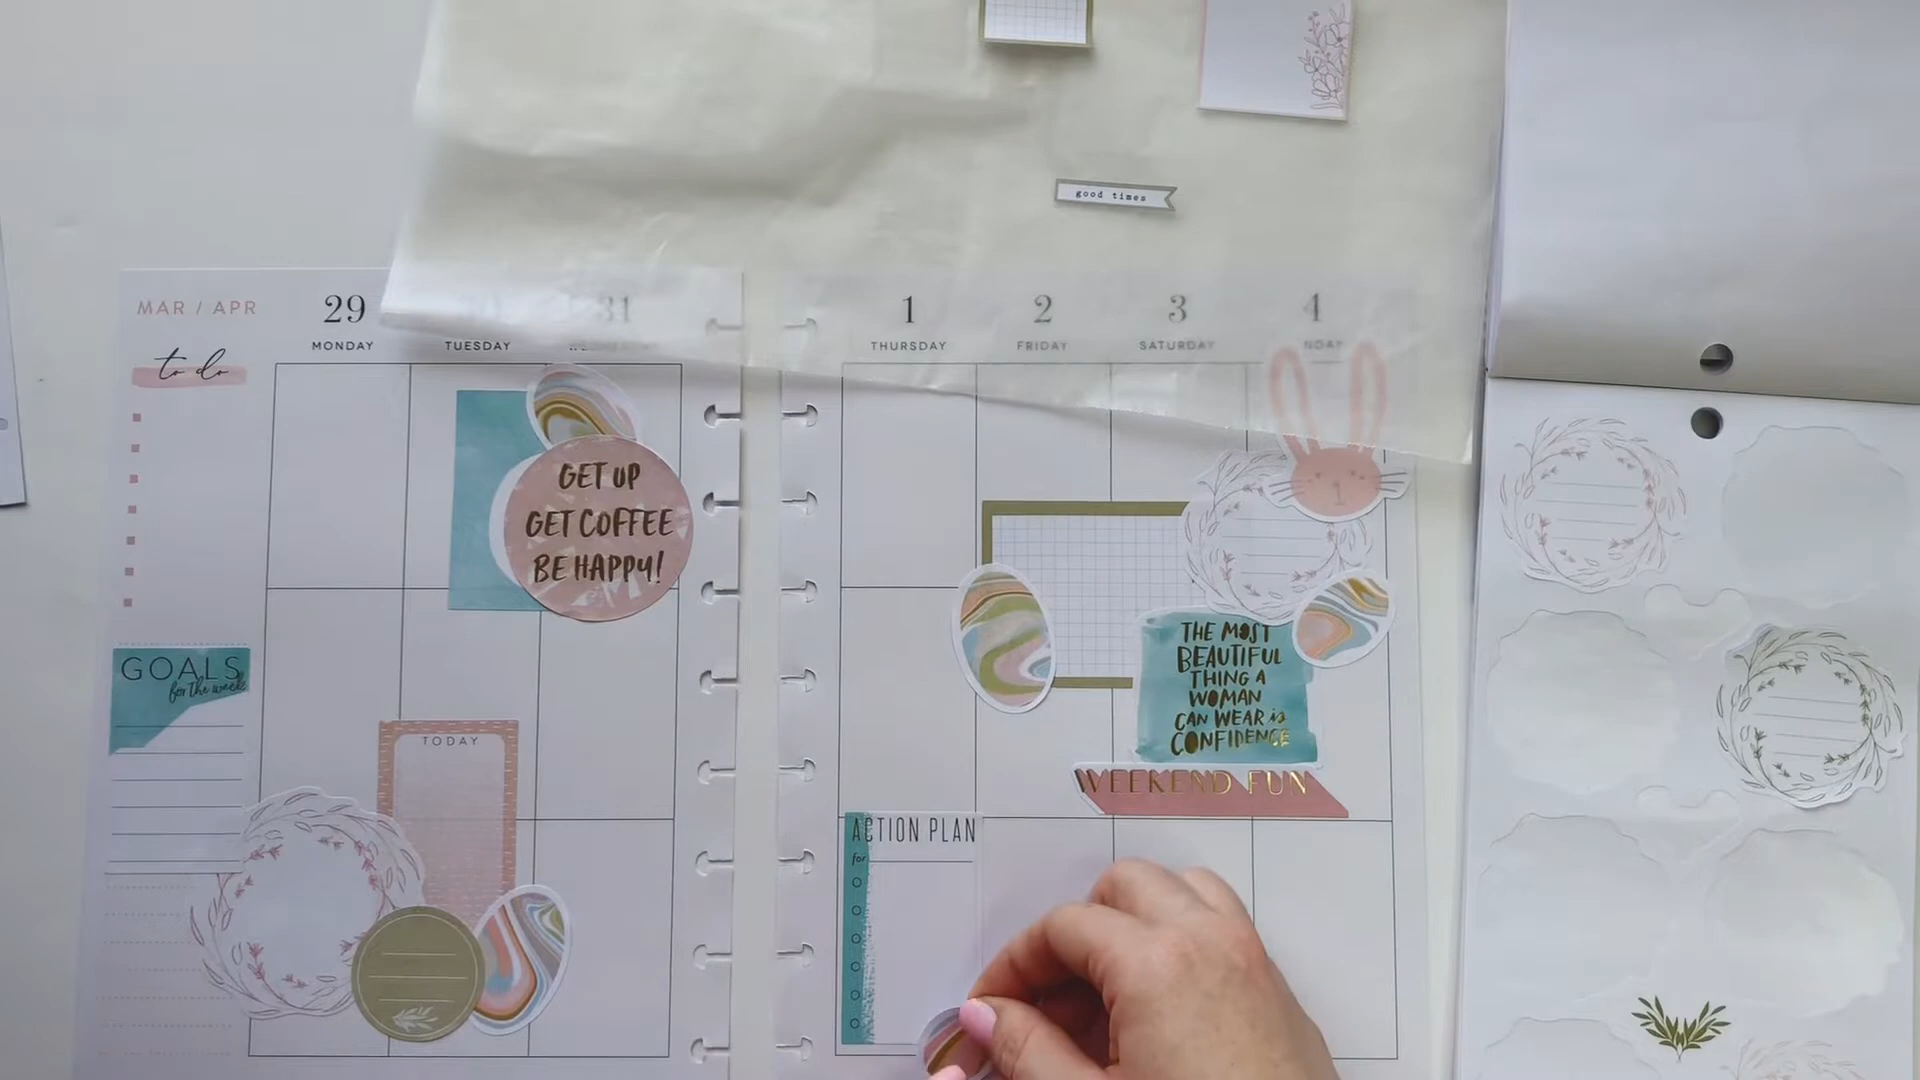 good times
MAR / APR
29
30
31
1
2
3
4
MONDAY
TUESDAY
THURSDAY
FRIDAY
SATURDAY
to do
GET UP
GET COFFEE
BE HAPPY!
THE MOST
BEAUTIFUL
THING A
WOMAN
CAN WEAR is
CONFIDENCE
GOALS
for the week
TODAY
WEEKEND FUN
ACTION PLAN
for